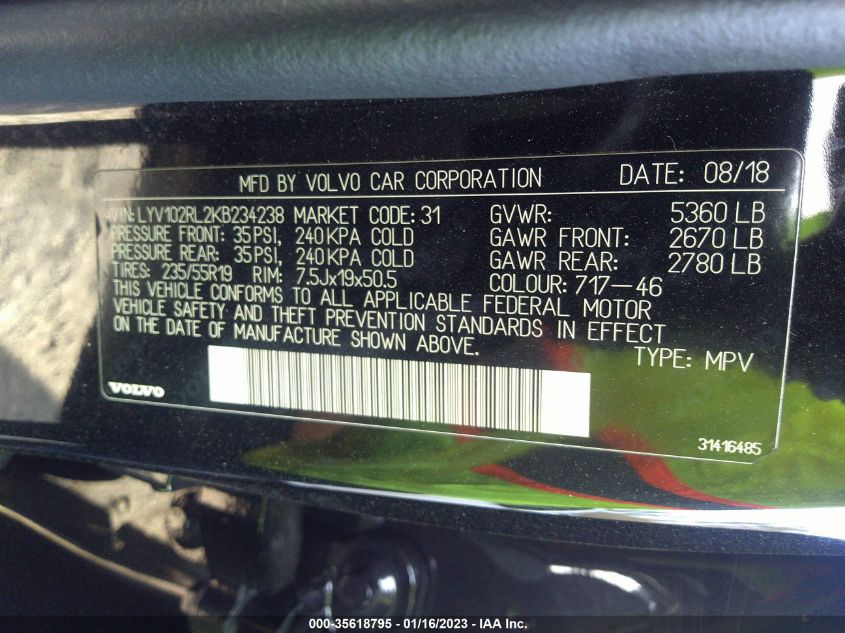 MFD BY VOLVO CAR CORPORATION DATE: 08/18
VIN: LYV102RL2KB234238 MARKET CODE: 31 GVWR: 5360 LB
PRESSURE FRONT: 35PSI, 240KPA COLD GAWR FRONT: 2670 LB
PRESSURE REAR: 35PSI, 240KPA COLD GAWR REAR: 2780 LB
TIRES: 235/55R19 RIM: 7.5Jx19x50.5 COLOUR: 717-46
THIS VEHICLE CONFORMS TO ALL APPLICABLE FEDERAL MOTOR
VEHICLE SAFETY AND THEFT PREVENTION STANDARDS IN EFFECT
ON THE DATE OF MANUFACTURE SHOWN ABOVE.
TYPE: MPV
VOLVO
31416485
000-35618795 - 01/16/2023 - IAA Inc.